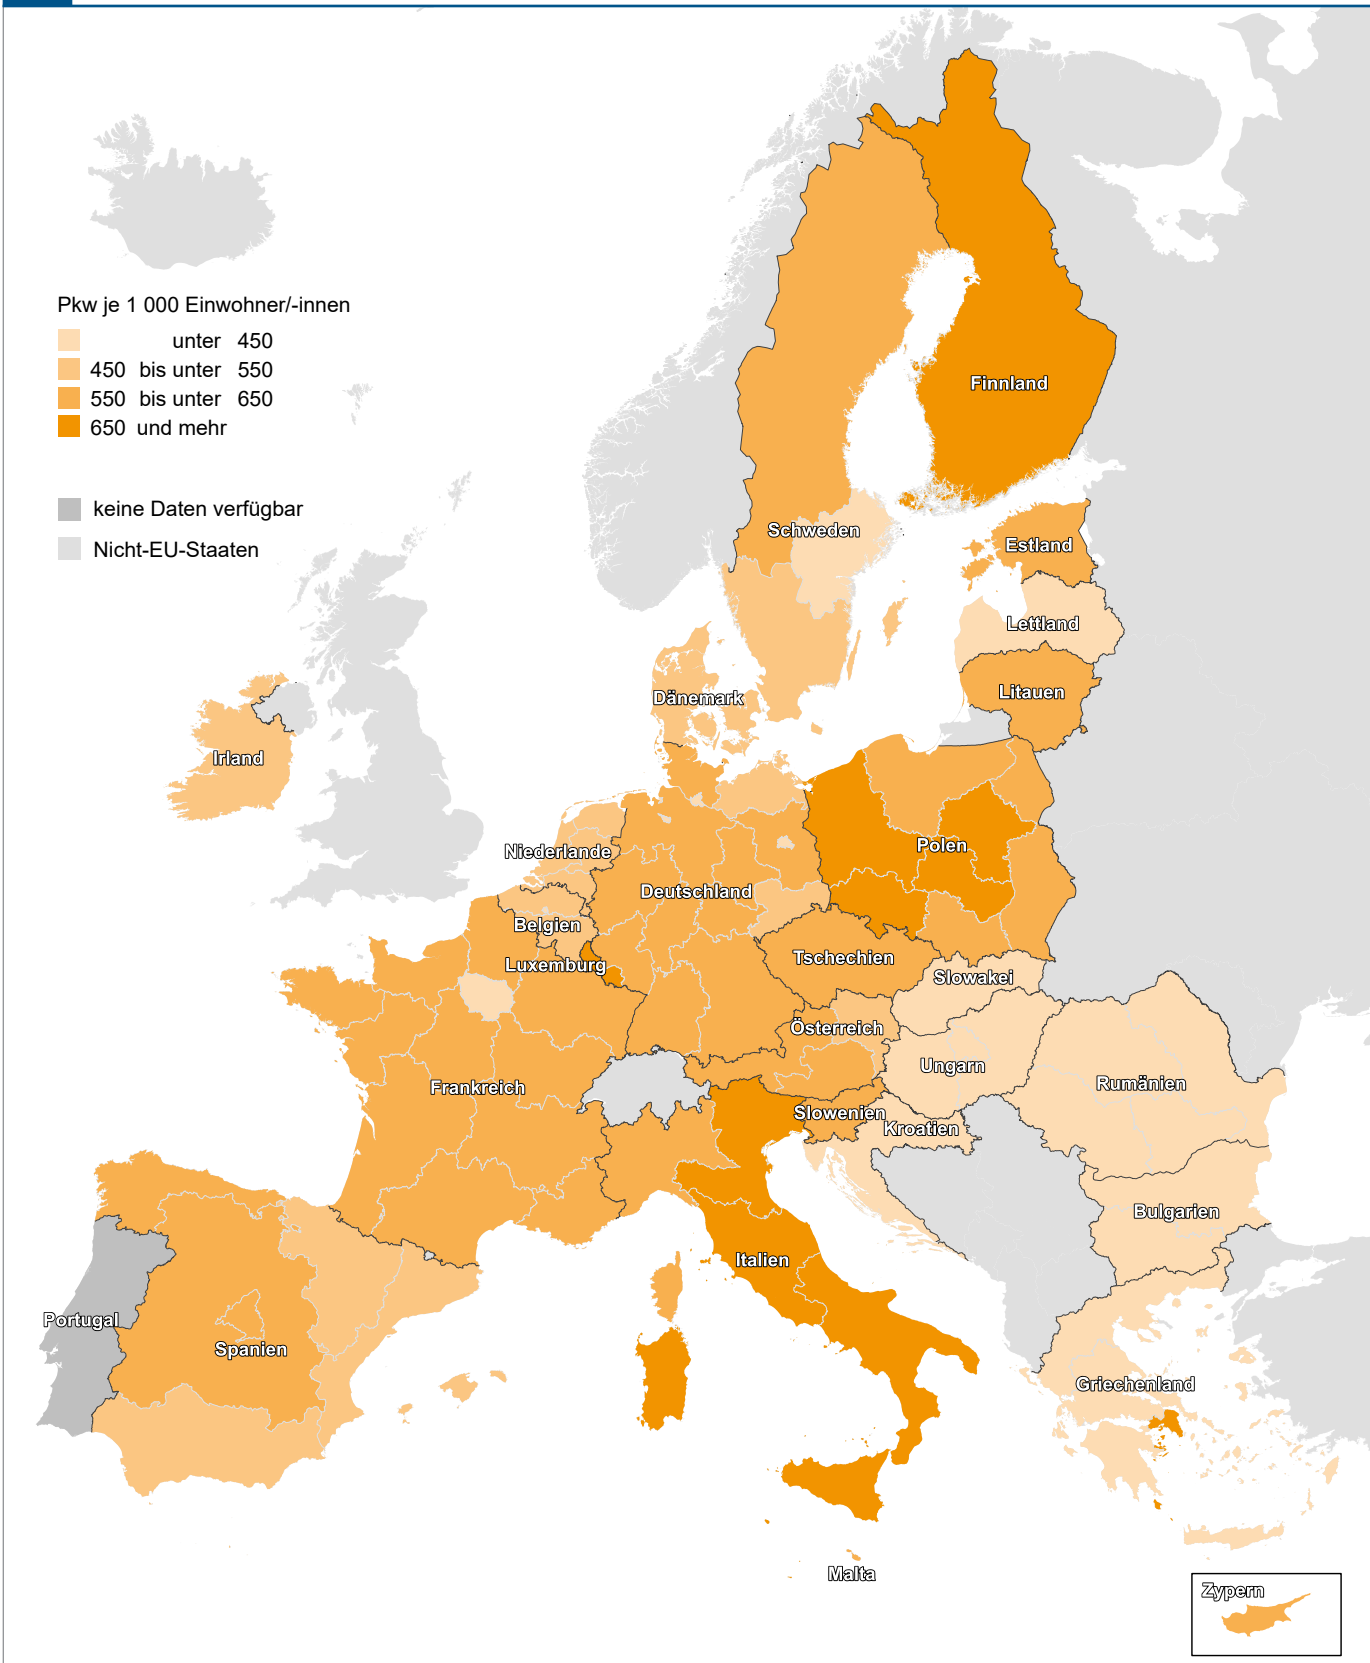 Pkw je 1 000 Einwohner/-innen
unter 450
450 bis unter 550
550 bis unter 650
650 und mehr
keine Daten verfügbar
Nicht-EU-Staaten
Finnland
Schweden
Estland
Lettland
Litauen
Dänemark
Irland
Niederlande
Polen
Deutschland
Belgien
Luxemburg
Tschechien
Slowakei
Österreich
Ungarn
Frankreich
Rumänien
Slowenien
Kroatien
Bulgarien
Italien
Portugal
Spanien
Griechenland
Malta
Zypern